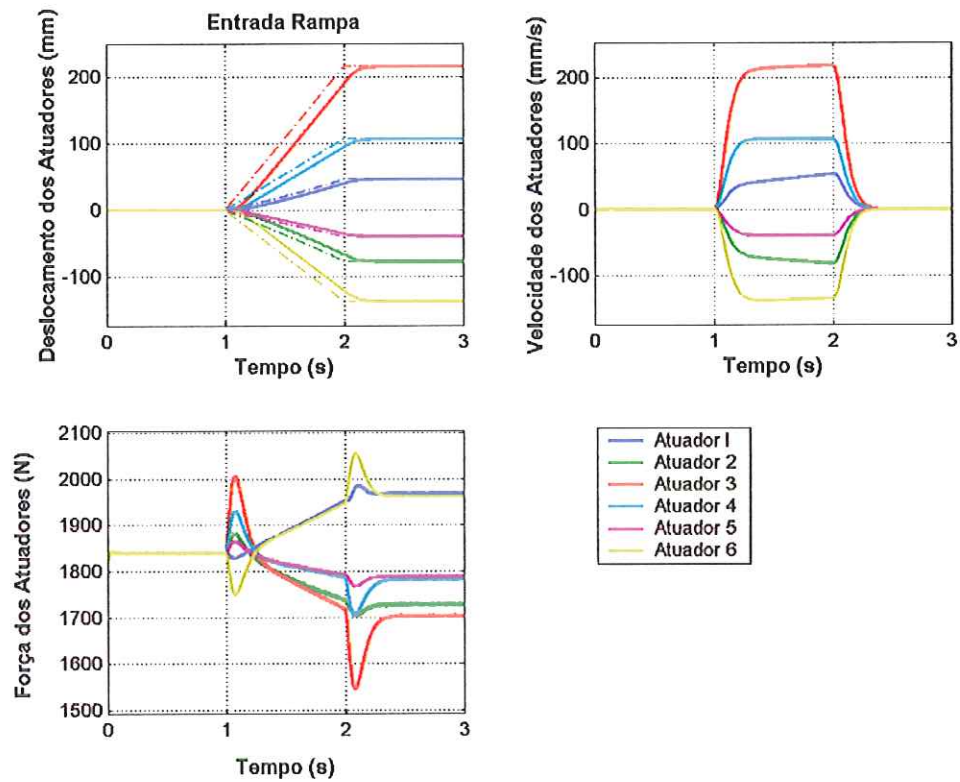 Entrada Rampa
Deslocamento dos Atuadores (mm)
200
100
0
-100
0
1
2
3
Tempo (s)
Velocidade dos Atuadores (mm/s)
200
100
0
-100
0
1
2
3
Tempo (s)
Força dos Atuadores (N)
2100
2000
1900
1800
1700
1600
1500
0
1
2
3
Tempo (s)
Atuador I
Atuador 2
Atuador 3
Atuador 4
Atuador 5
Atuador 6